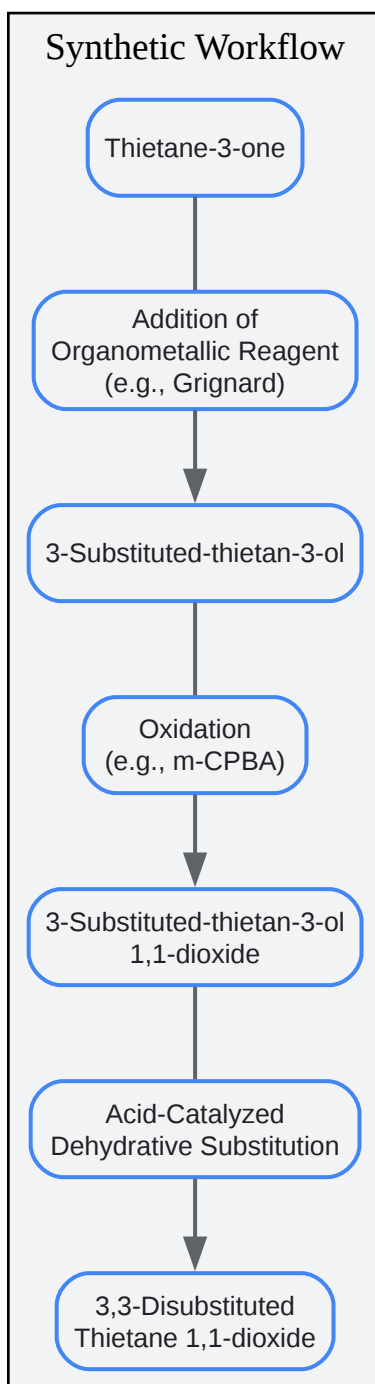 Synthetic Workflow
Thietane-3-one
Addition of
Organometallic Reagent
(e.g., Grignard)
3-Substituted-thietan-3-ol
Oxidation
(e.g., m-CPBA)
3-Substituted-thietan-3-ol
1,1-dioxide
Acid-Catalyzed
Dehydrative Substitution
3,3-Disubstituted
Thietane 1,1-dioxide